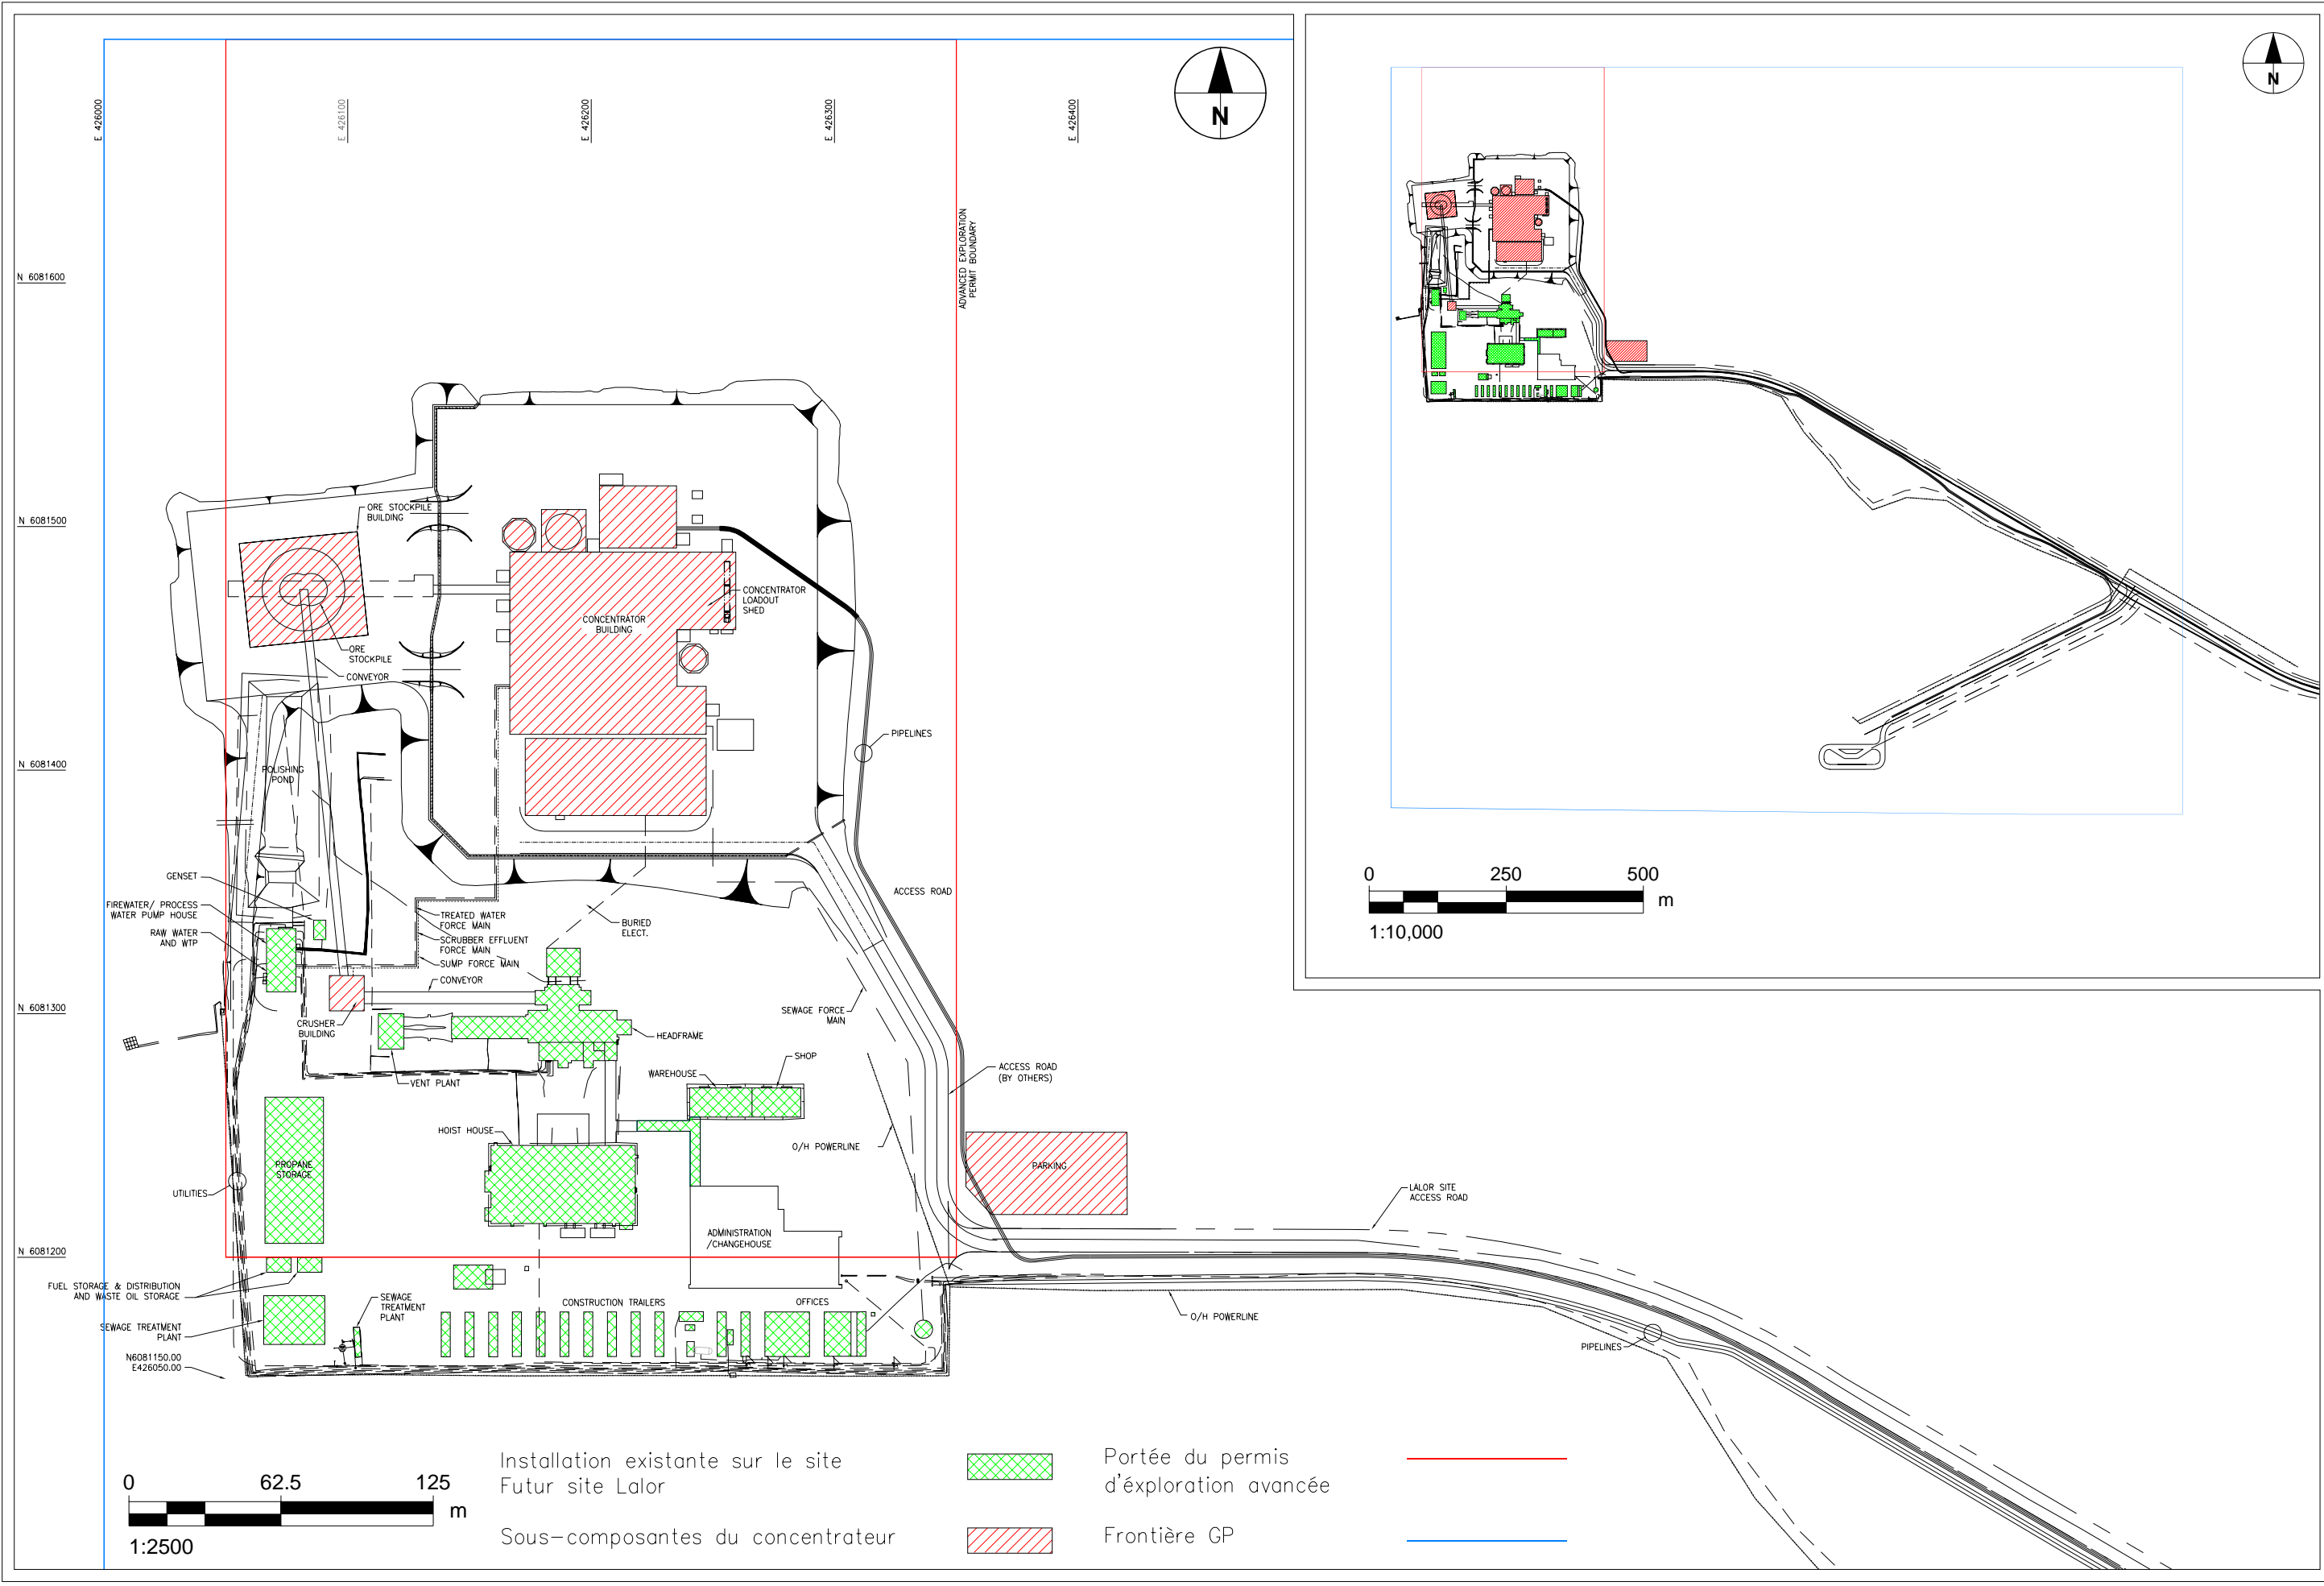 E 426000
E 426100
E 426200
E 426300
E 426400
N
N
ADVANCED EXPLORATION
PERMIT BOUNDARY
N 6081600
N 6081500
N 6081400
N 6081300
N 6081200
ORE STOCKPILE
BUILDING
CONCENTRATOR
LOADOUT
SHED
CONCENTRATOR
BUILDING
ORE
STOCKPILE
CONVEYOR
PIPELINES
POLISHING
POND
GENSET
FIREWATER/ PROCESS
WATER PUMP HOUSE
RAW WATER
AND WTP
TREATED WATER
FORCE MAIN
SCRUBBER EFFLUENT
FORCE MAIN
SUMP FORCE MAIN
CONVEYOR
BURIED
ELECT.
ACCESS ROAD
CRUSHER
BUILDING
SEWAGE FORCE
MAIN
HEADFRAME
VENT PLANT
WAREHOUSE
SHOP
ACCESS ROAD
(BY OTHERS)
HOIST HOUSE
O/H POWERLINE
PROPANE
STORAGE
PARKING
UTILITIES
LALOR SITE
ACCESS ROAD
ADMINISTRATION
/CHANGEHOUSE
FUEL STORAGE & DISTRIBUTION
AND WASTE OIL STORAGE
SEWAGE
TREATMENT
PLANT
CONSTRUCTION TRAILERS
OFFICES
O/H POWERLINE
SEWAGE TREATMENT
PLANT
PIPELINES
N6081150.00
E426050.00
0 250 500
m
1:10,000
0 62.5 125
m
1:2500
Installation existante sur le site
Futur site Lalor
Sous-composantes du concentrateur
Portée du permis
d'éxploration avancée
Frontière GP